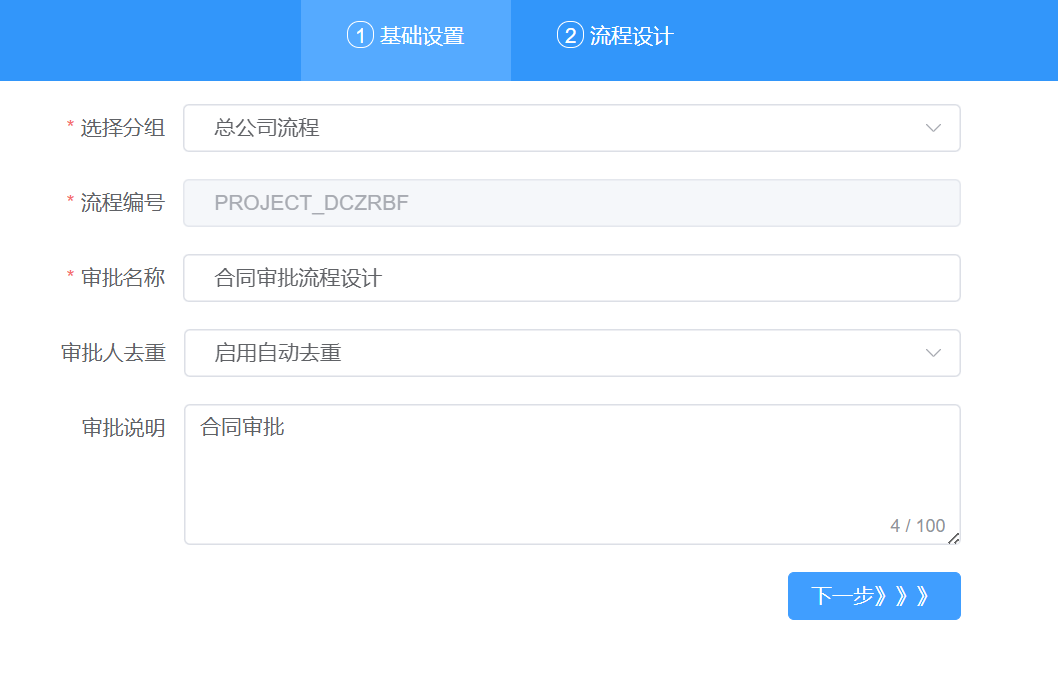 ① 基础设置 ② 流程设计
* 选择分组 总公司流程
* 流程编号 PROJECT_DCZRBF
* 审批名称 合同审批流程设计
审批人去重 启用自动去重
审批说明 合同审批
4 / 100
下一步》》》